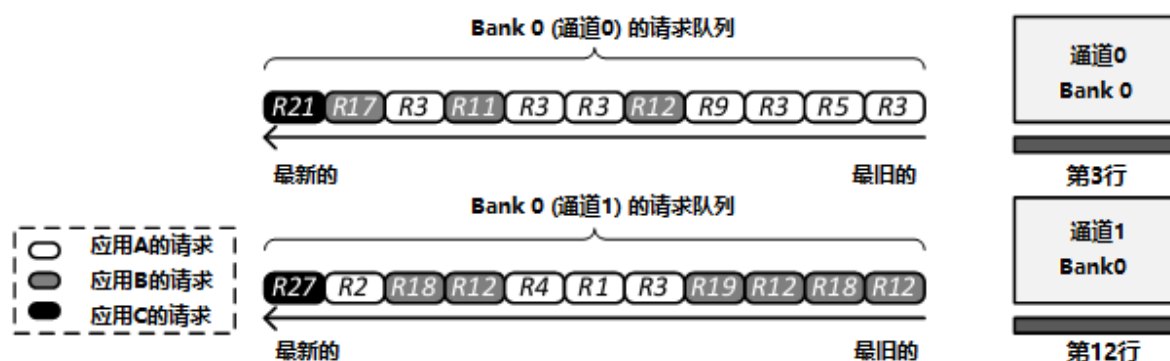 Bank 0 (通道0) 的请求队列
R21 R17 R3 R11 R3 R3 R12 R9 R3 R5 R3
最新的 最旧的
通道0
Bank 0
第3行
Bank 0 (通道1) 的请求队列
应用A的请求
应用B的请求
应用C的请求
R27 R2 R18 R12 R4 R1 R3 R19 R12 R18 R12
最新的 最旧的
通道1
Bank0
第12行